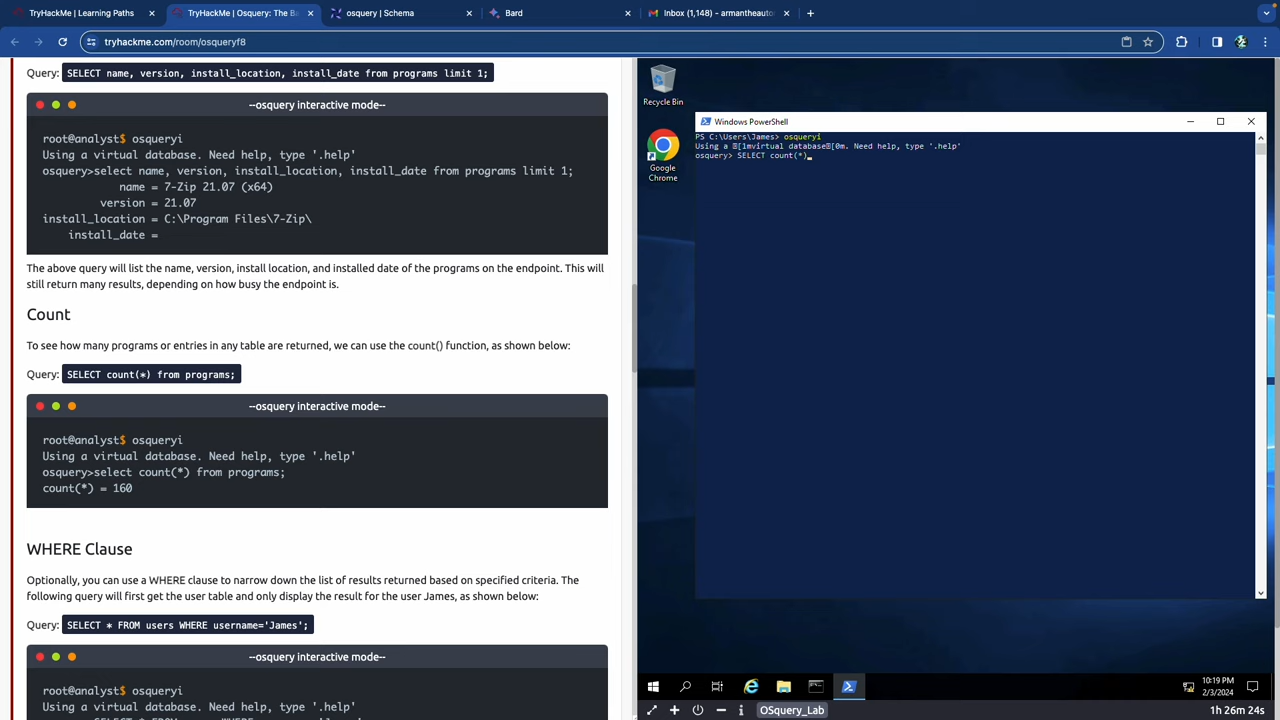 TryHackMe | Learning Paths
TryHackMe | Osquery: The Ba
osquery | Schema
Bard
Inbox (1,148) - armantheauto
tryhackme.com/room/osqueryf8
Query: SELECT name, version, install_location, install_date from programs limit 1;
--osquery interactive mode--
root@analyst$ osqueryi
Using a virtual database. Need help, type '.help'
osquery>select name, version, install_location, install_date from programs limit 1;
name = 7-Zip 21.07 (x64)
version = 21.07
install_location = C:\Program Files\7-Zip\
install_date =
The above query will list the name, version, install location, and installed date of the programs on the endpoint. This will
still return many results, depending on how busy the endpoint is.
Count
To see how many programs or entries in any table are returned, we can use the count() function, as shown below:
Query: SELECT count(*) from programs;
--osquery interactive mode--
root@analyst$ osqueryi
Using a virtual database. Need help, type '.help'
osquery>select count(*) from programs;
count(*) = 160
WHERE Clause
Optionally, you can use a WHERE clause to narrow down the list of results returned based on specified criteria. The
following query will first get the user table and only display the result for the user James, as shown below:
Query: SELECT * FROM users WHERE username='James';
--osquery interactive mode--
root@analyst$ osqueryi
Using a virtual database. Need help, type '.help'
Recycle Bin
Google
Chrome
Windows PowerShell
PS C:\Users\James> osqueryi
Using a [1mvirtual database[0m. Need help, type '.help'
osquery> SELECT count(*)
10:19 PM
2/3/2024
OSquery_Lab
1h 26m 24s